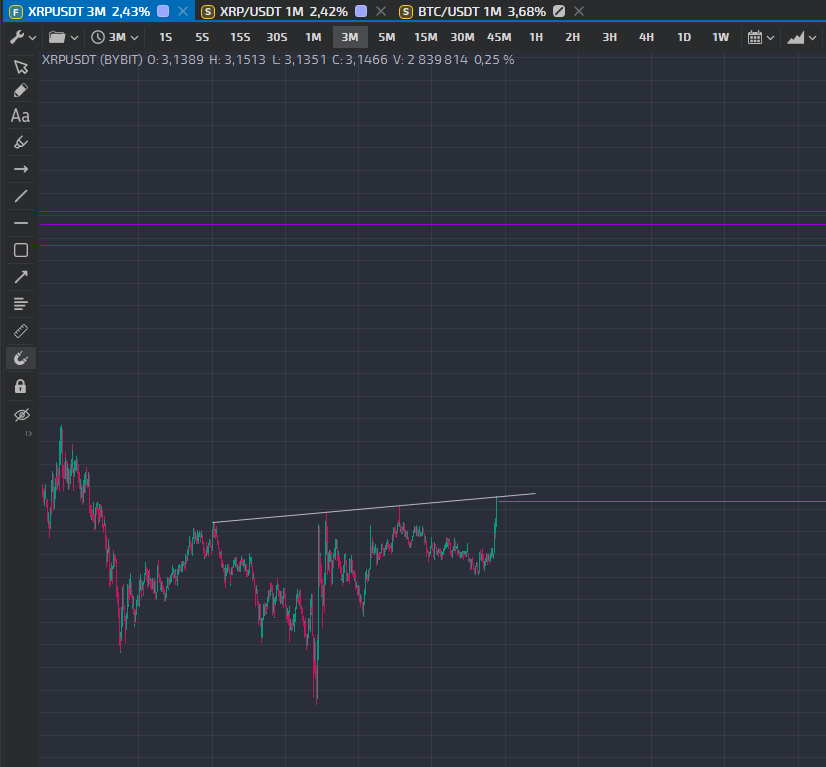 F XRPUSDT 3M 2,43% S XRP/USDT 1M 2,42% S BTC/USDT 1M 3,68%
3M 1S 5S 15S 30S 1M 3M 5M 15M 30M 45M 1H 2H 3H 4H 1D 1W
XRPUSDT (BYBIT) O: 3,1389 H: 3,1513 L: 3,1351 C: 3,1466 V: 2 839 814 0,25 %
Aa